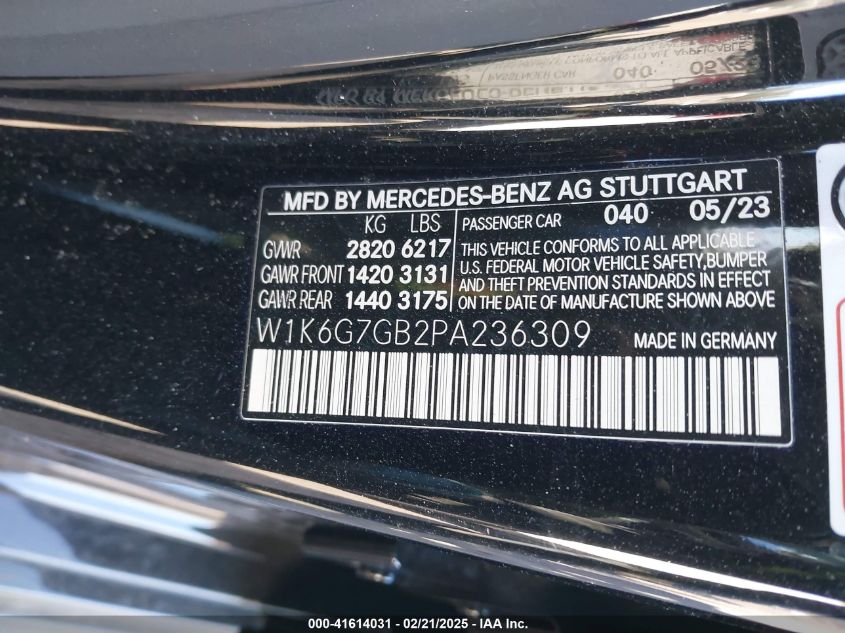 MFD BY MERCEDES-BENZ AG STUTTGART
KG LBS
GVWR 2820 6217
GAWR FRONT 1420 3131
GAWR REAR 1440 3175
PASSENGER CAR 040 05/23
THIS VEHICLE CONFORMS TO ALL APPLICABLE
U.S. FEDERAL MOTOR VEHICLE SAFETY,BUMPER
AND THEFT PREVENTION STANDARDS IN EFFECT
ON THE DATE OF MANUFACTURE SHOWN ABOVE
W1K6G7GB2PA236309 MADE IN GERMANY
000-41614031 - 02/21/2025 - IAA Inc.